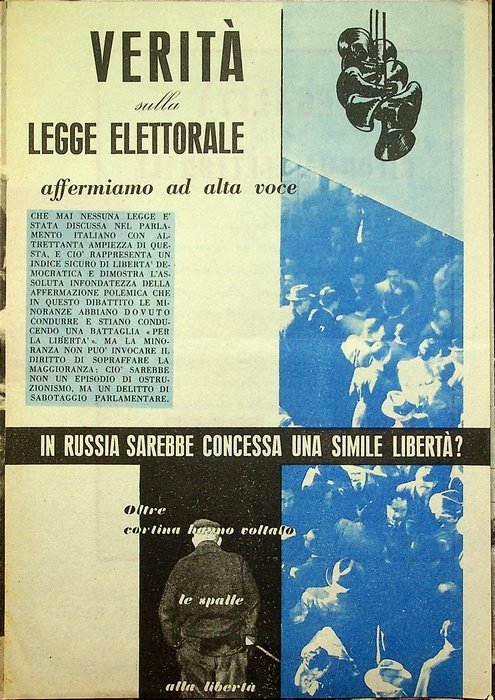 VERITÀ
sulla
LEGGE ELETTORALE
affermiamo ad alta voce
CHE MAI NESSUNA LEGGE E'
STATA DISCUSSA NEL PARLA-
MENTO ITALIANO CON AL-
TRETTANTA AMPIEZZA DI QUE-
STA, E CIO' RAPPRESENTA UN
INDICE SICURO DI LIBERTA' DE-
MOCRATICA E DIMOSTRA L'AS-
SOLUTA INFONDATEZZA DELLA
AFFERMAZIONE POLEMICA CHE
IN QUESTO DIBATTITO LE MI-
NORANZE ABBIANO DOVUTO
CONDURRE E STIANO CONDU-
CENDO UNA BATTAGLIA «PER
LA LIBERTA'». MA LA MINO-
RANZA NON PUO' INVOCARE IL
DIRITTO DI SOPRAFFARE LA
MAGGIORANZA: CIO' SAREBBE
NON UN EPISODIO DI OSTRU-
ZIONISMO, MA UN DELITTO DI
SABOTAGGIO PARLAMENTARE.
IN RUSSIA SAREBBE CONCESSA UNA SIMILE LIBERTÀ?
Oltre
cortina hanno voltato
le spalle
alla libertà